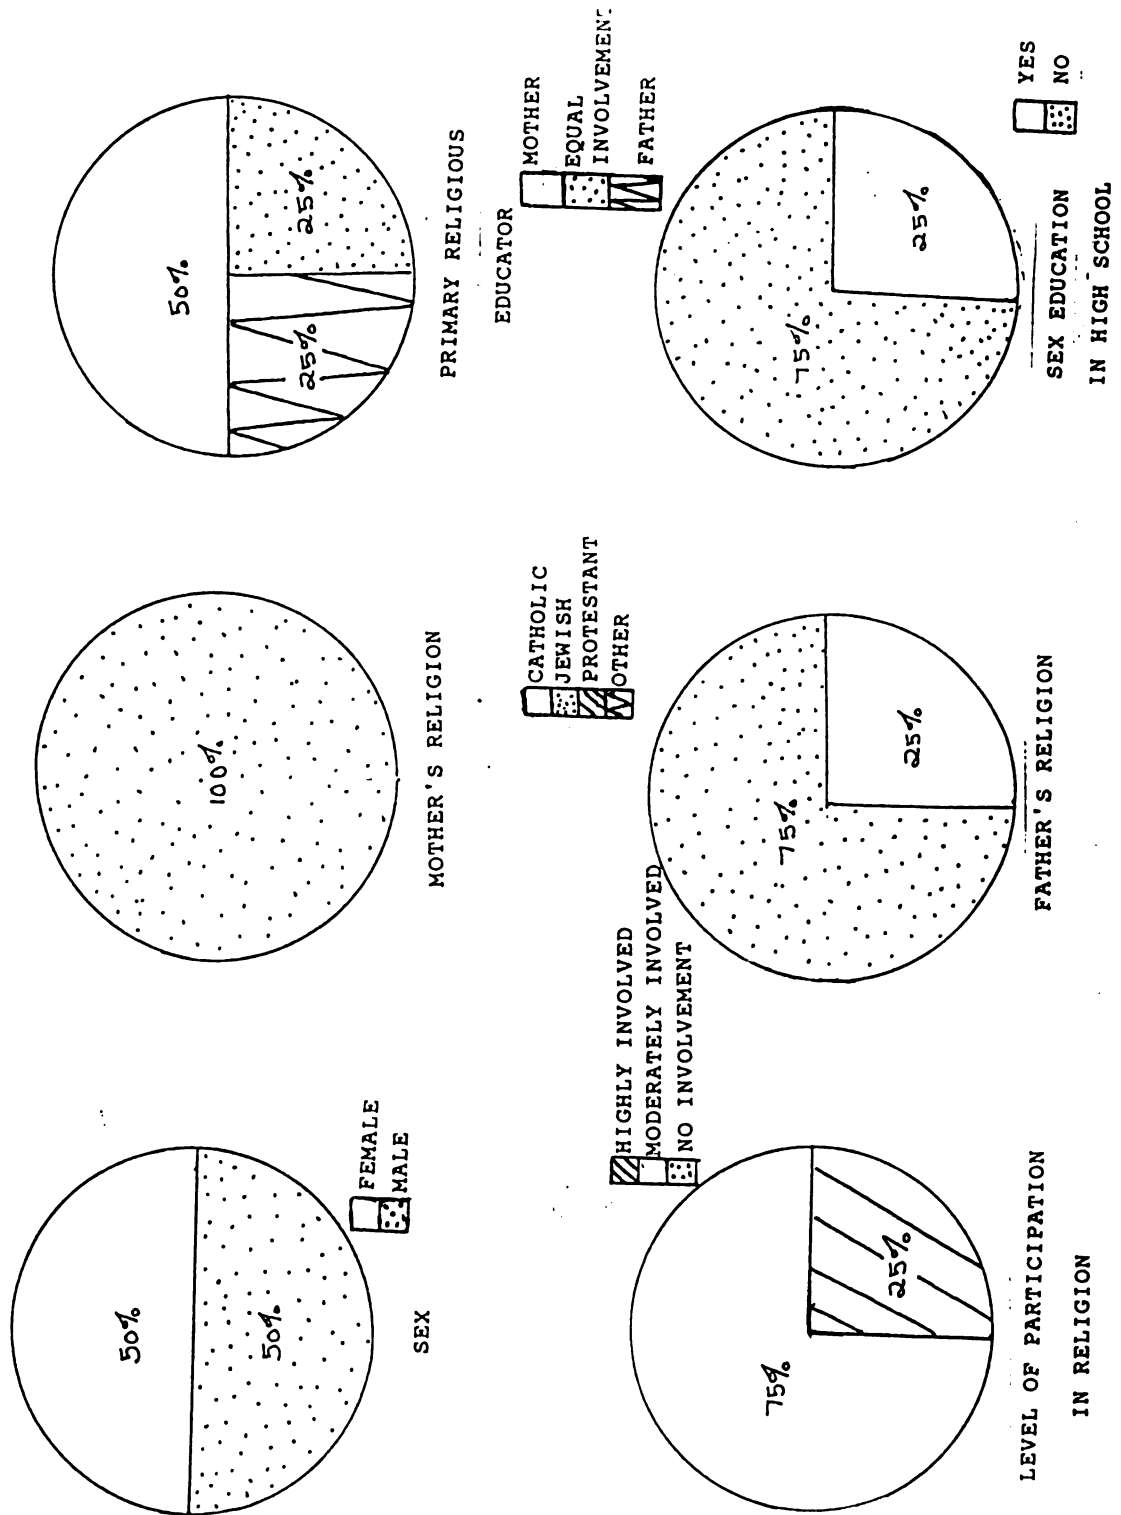 50%
50%
SEX
FEMALE
MALE
100%
MOTHER'S RELIGION
CATHOLIC
JEWISH
PROTESTANT
OTHER
50%
25%
25%
PRIMARY RELIGIOUS
EDUCATOR
MOTHER
EQUAL
INVOLVEMENT
FATHER
75%
25%
LEVEL OF PARTICIPATION
IN RELIGION
HIGHLY INVOLVED
MODERATELY INVOLVED
NO INVOLVEMENT
75%
25%
FATHER'S RELIGION
75%
25%
SEX EDUCATION
IN HIGH SCHOOL
YES
NO